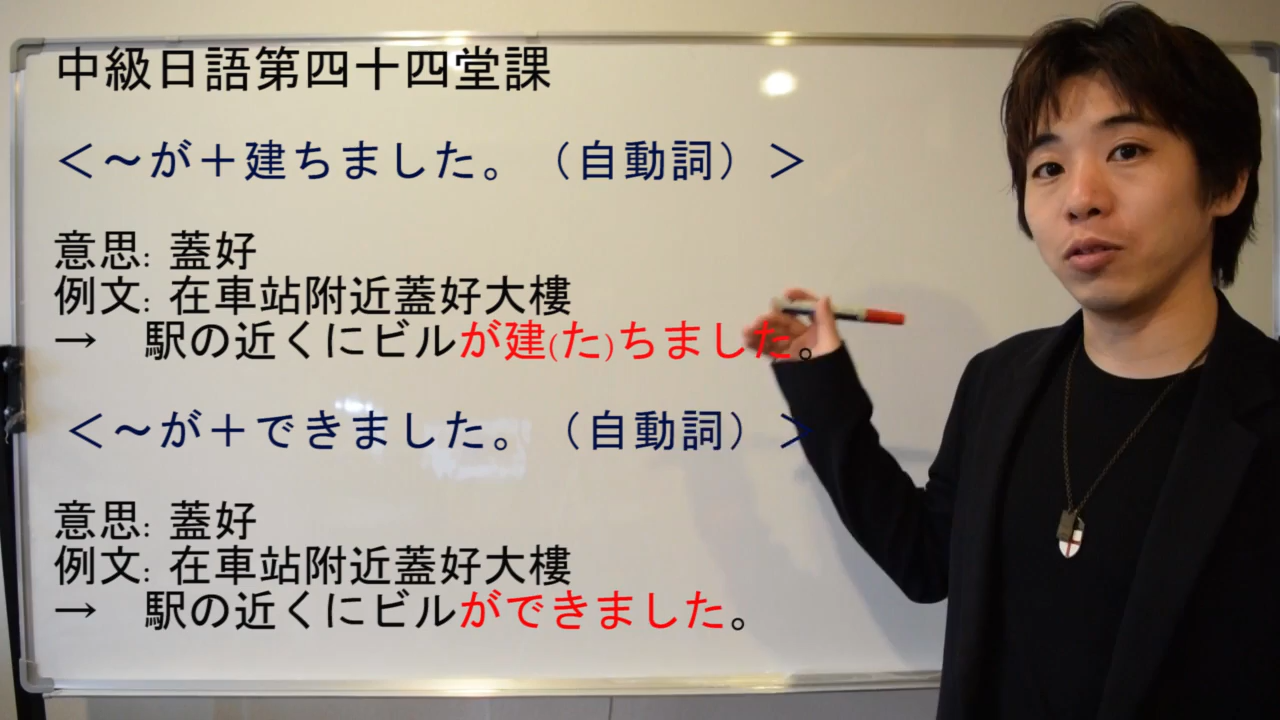 中級日語第四十四堂課
＜～が＋建ちました。（自動詞）＞
意思: 蓋好
例文: 在車站附近蓋好大樓
→　駅の近くにビルが建(た)ちました。
＜～が＋できました。（自動詞）＞
意思: 蓋好
例文: 在車站附近蓋好大樓
→　駅の近くにビルができました。